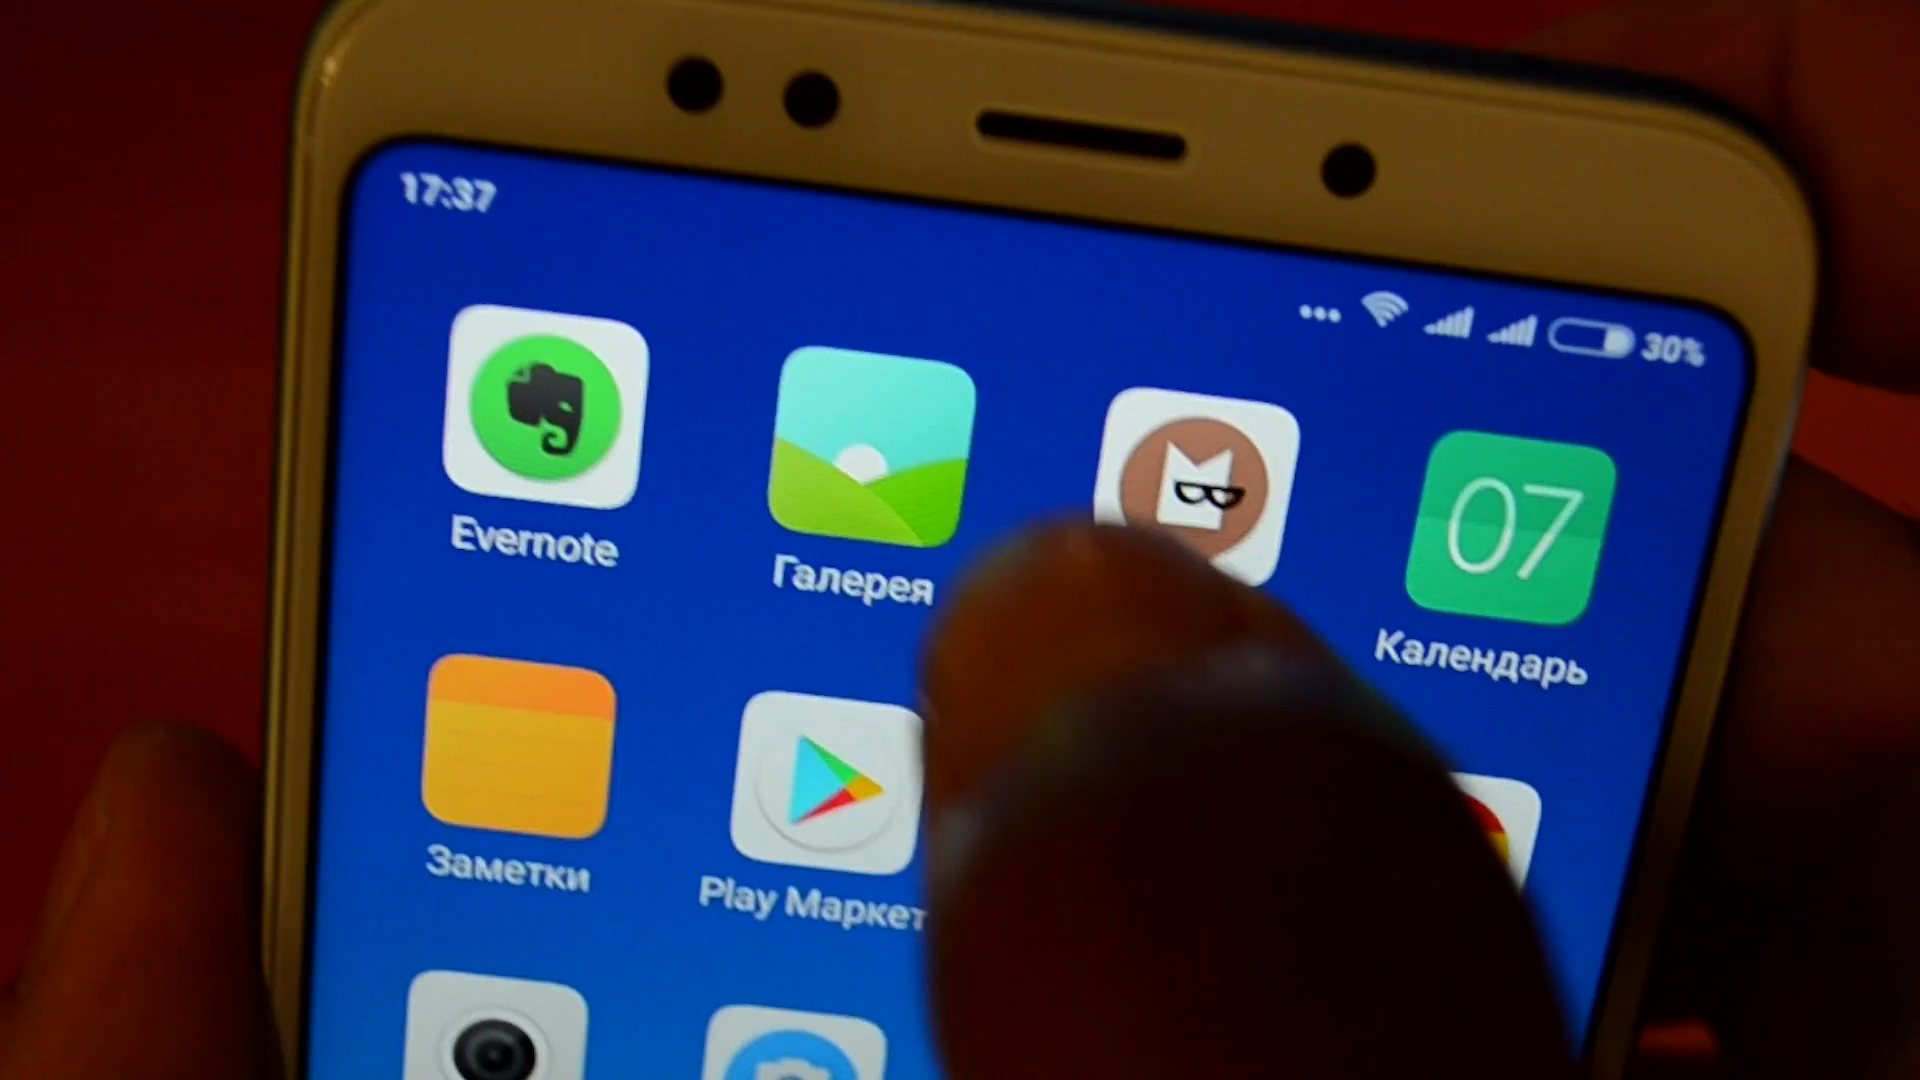 17:37
... 30%
Evernote
Галерея
07
Календарь
Заметки
Play Маркет